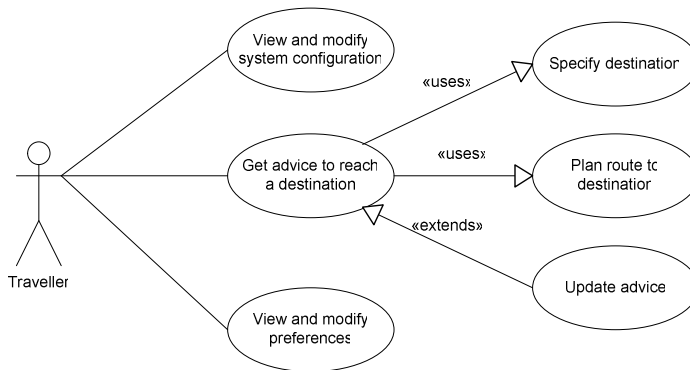 View and modify
system configuration
Specify destination
«uses»
«uses»
Get advice to reach
a destination
Plan route to
destination
«extends»
Traveller
Update advice
View and modify
preferences